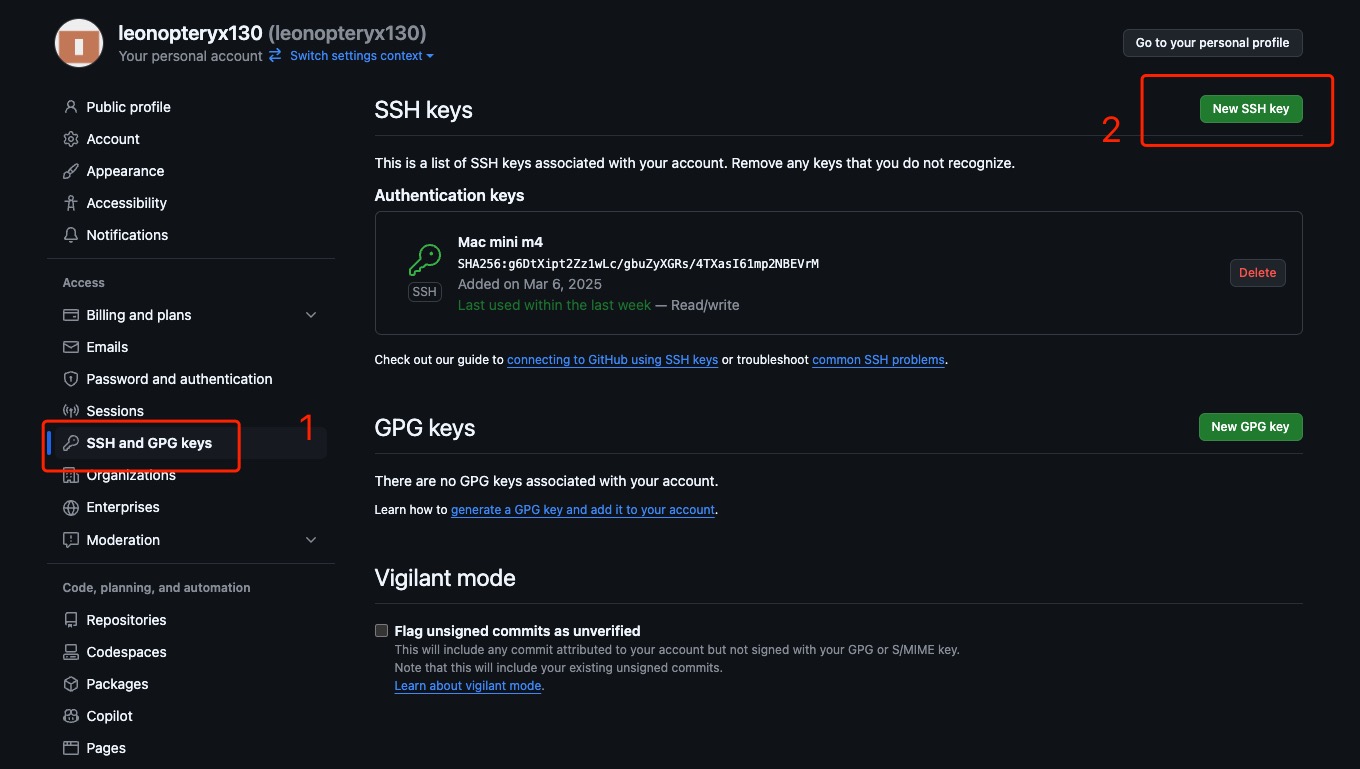 leonopteryx130 (leonopteryx130)
Your personal account Switch settings context
Go to your personal profile
Public profile
Account
Appearance
Accessibility
Notifications
Access
Billing and plans
Emails
Password and authentication
Sessions
SSH and GPG keys
1
Organizations
Enterprises
Moderation
Code, planning, and automation
Repositories
Codespaces
Packages
Copilot
Pages
SSH keys
2
New SSH key
This is a list of SSH keys associated with your account. Remove any keys that you do not recognize.
Authentication keys
SSH
Mac mini m4
SHA256:g6DtXipt2Zz1wLc/gbuZyXGRs/4TXasI61mp2NBEVrM
Added on Mar 6, 2025
Last used within the last week — Read/write
Delete
Check out our guide to connecting to GitHub using SSH keys or troubleshoot common SSH problems.
GPG keys
New GPG key
There are no GPG keys associated with your account.
Learn how to generate a GPG key and add it to your account.
Vigilant mode
Flag unsigned commits as unverified
This will include any commit attributed to your account but not signed with your GPG or S/MIME key.
Note that this will include your existing unsigned commits.
Learn about vigilant mode.